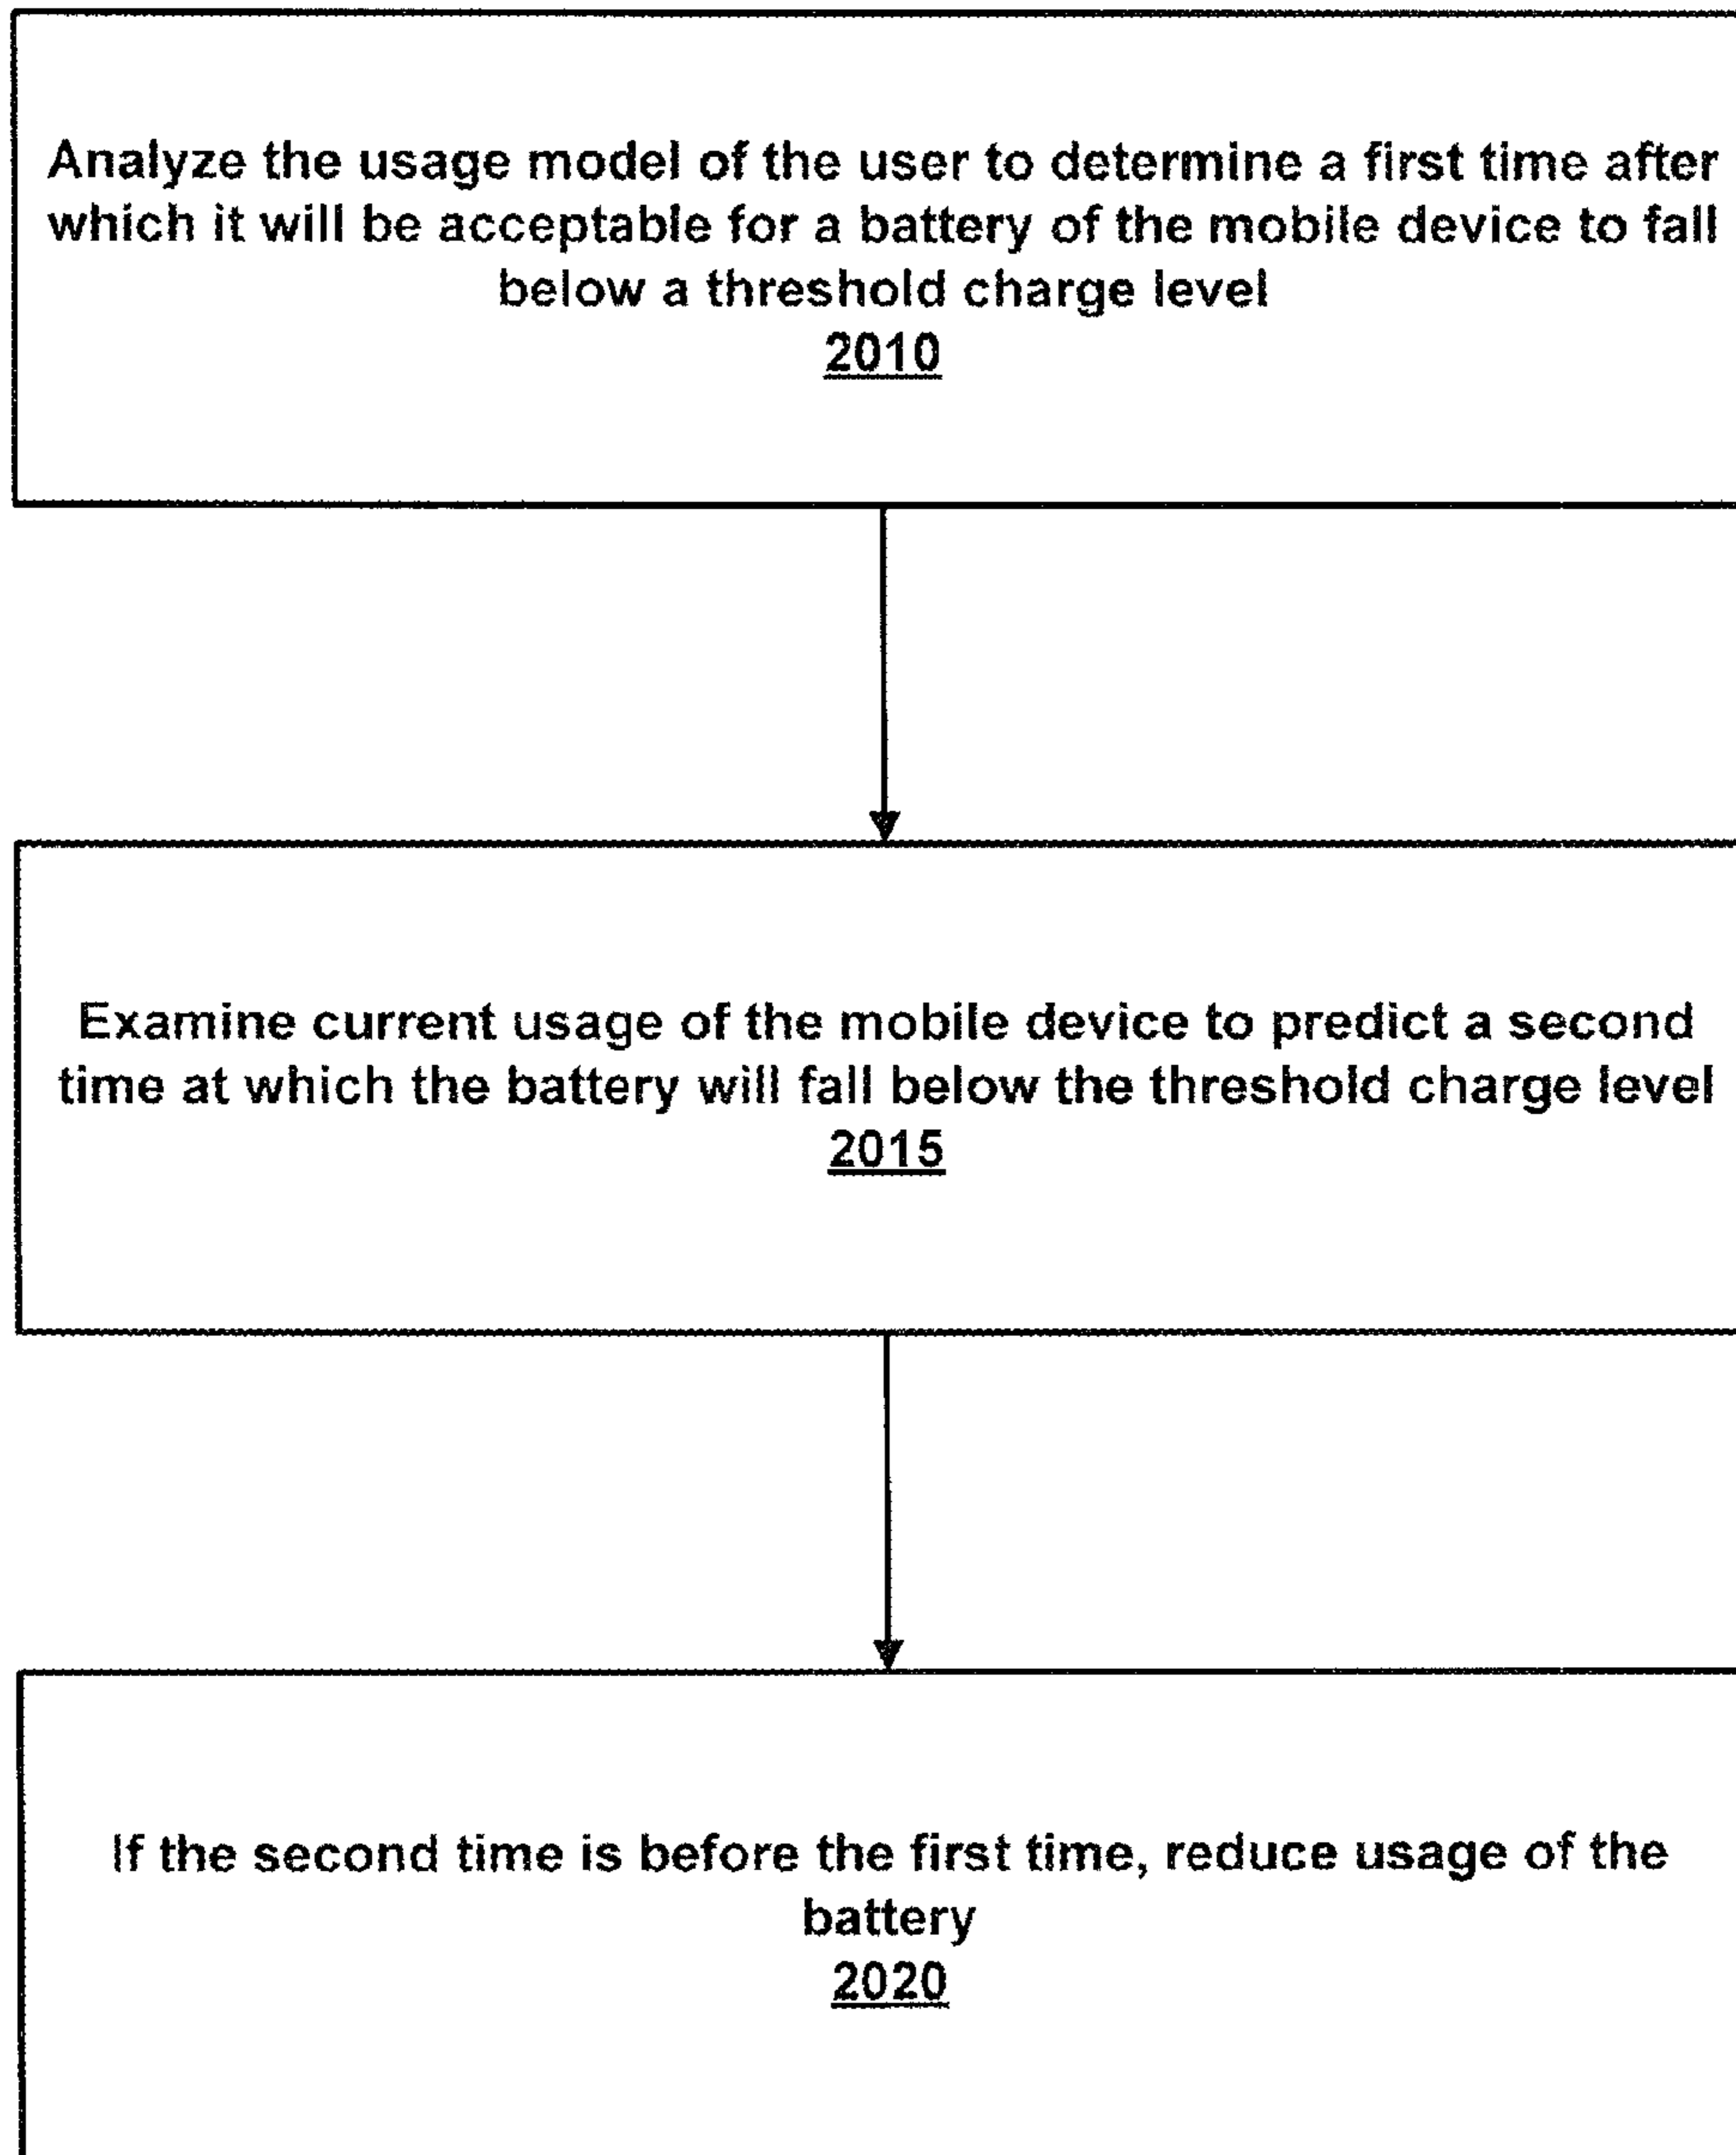 Analyze the usage model of the user to determine a first time after
which it will be acceptable for a battery of the mobile device to fall
below a threshold charge level
2010
Examine current usage of the mobile device to predict a second
time at which the battery will fall below the threshold charge level
2015
If the second time is before the first time, reduce usage of the
battery
2020